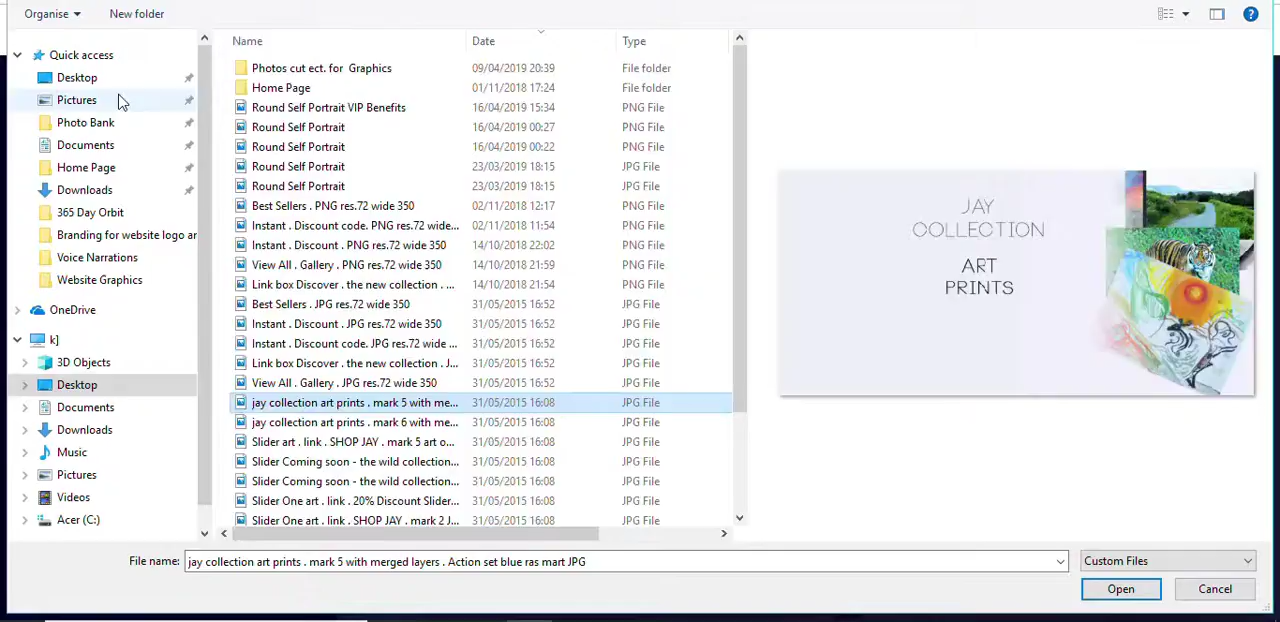 Organise New folder
Name Date Type
Quick access
Desktop
Pictures
Photo Bank
Documents
Home Page
Downloads
365 Day Orbit
Branding for website logo ar
Voice Narrations
Website Graphics
OneDrive
k]
3D Objects
Desktop
Documents
Downloads
Music
Pictures
Videos
Acer (C:)
Photos cut ect. for Graphics 09/04/2019 20:39 File folder
Home Page 01/11/2018 17:24 File folder
Round Self Portrait VIP Benefits 16/04/2019 15:34 PNG File
Round Self Portrait 16/04/2019 00:27 PNG File
Round Self Portrait 16/04/2019 00:22 PNG File
Round Self Portrait 23/03/2019 18:15 JPG File
Round Self Portrait 23/03/2019 18:15 JPG File
Best Sellers . PNG res.72 wide 350 02/11/2018 12:17 PNG File
Instant . Discount code. PNG res.72 wide... 02/11/2018 11:54 PNG File
Instant . Discount . PNG res.72 wide 350 14/10/2018 22:02 PNG File
View All . Gallery . PNG res.72 wide 350 14/10/2018 21:59 PNG File
Link box Discover . the new collection . ... 14/10/2018 21:54 PNG File
Best Sellers . JPG res.72 wide 350 31/05/2015 16:52 JPG File
Instant . Discount . JPG res.72 wide 350 31/05/2015 16:52 JPG File
Instant . Discount code. JPG res.72 wide ... 31/05/2015 16:52 JPG File
Link box Discover . the new collection . J... 31/05/2015 16:52 JPG File
View All . Gallery . JPG res.72 wide 350 31/05/2015 16:52 JPG File
jay collection art prints . mark 5 with me... 31/05/2015 16:08 JPG File
jay collection art prints . mark 6 with me... 31/05/2015 16:08 JPG File
Slider art . link . SHOP JAY . mark 5 art o... 31/05/2015 16:08 JPG File
Slider Coming soon - the wild collection... 31/05/2015 16:08 JPG File
Slider Coming soon - the wild collection... 31/05/2015 16:08 JPG File
Slider One art . link . 20% Discount Slider... 31/05/2015 16:08 JPG File
Slider One art . link . SHOP JAY . mark 2 J... 31/05/2015 16:08 JPG File
JAY
COLLECTION
ART
PRINTS
File name: jay collection art prints . mark 5 with merged layers . Action set blue ras mart JPG Custom Files
Open Cancel